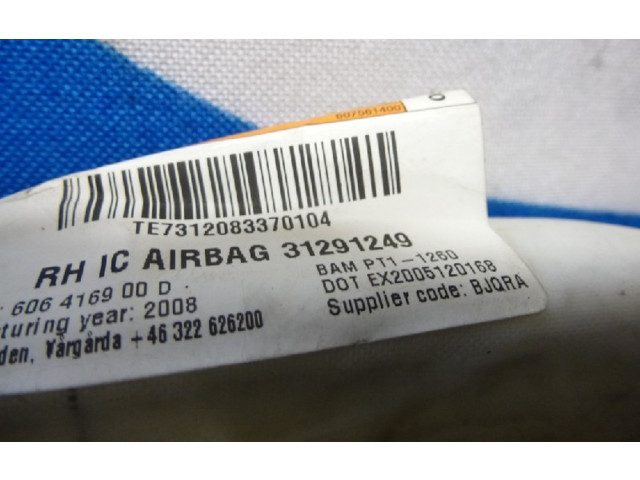 607561400
TE7312083370104
RH IC AIRBAG 31291249
606 4169 00 D
BAM PT1-1260
DOT EX2005120168
cturing year: 2008
Supplier code: BJQRA
den, Vårgårda +46 322 626200